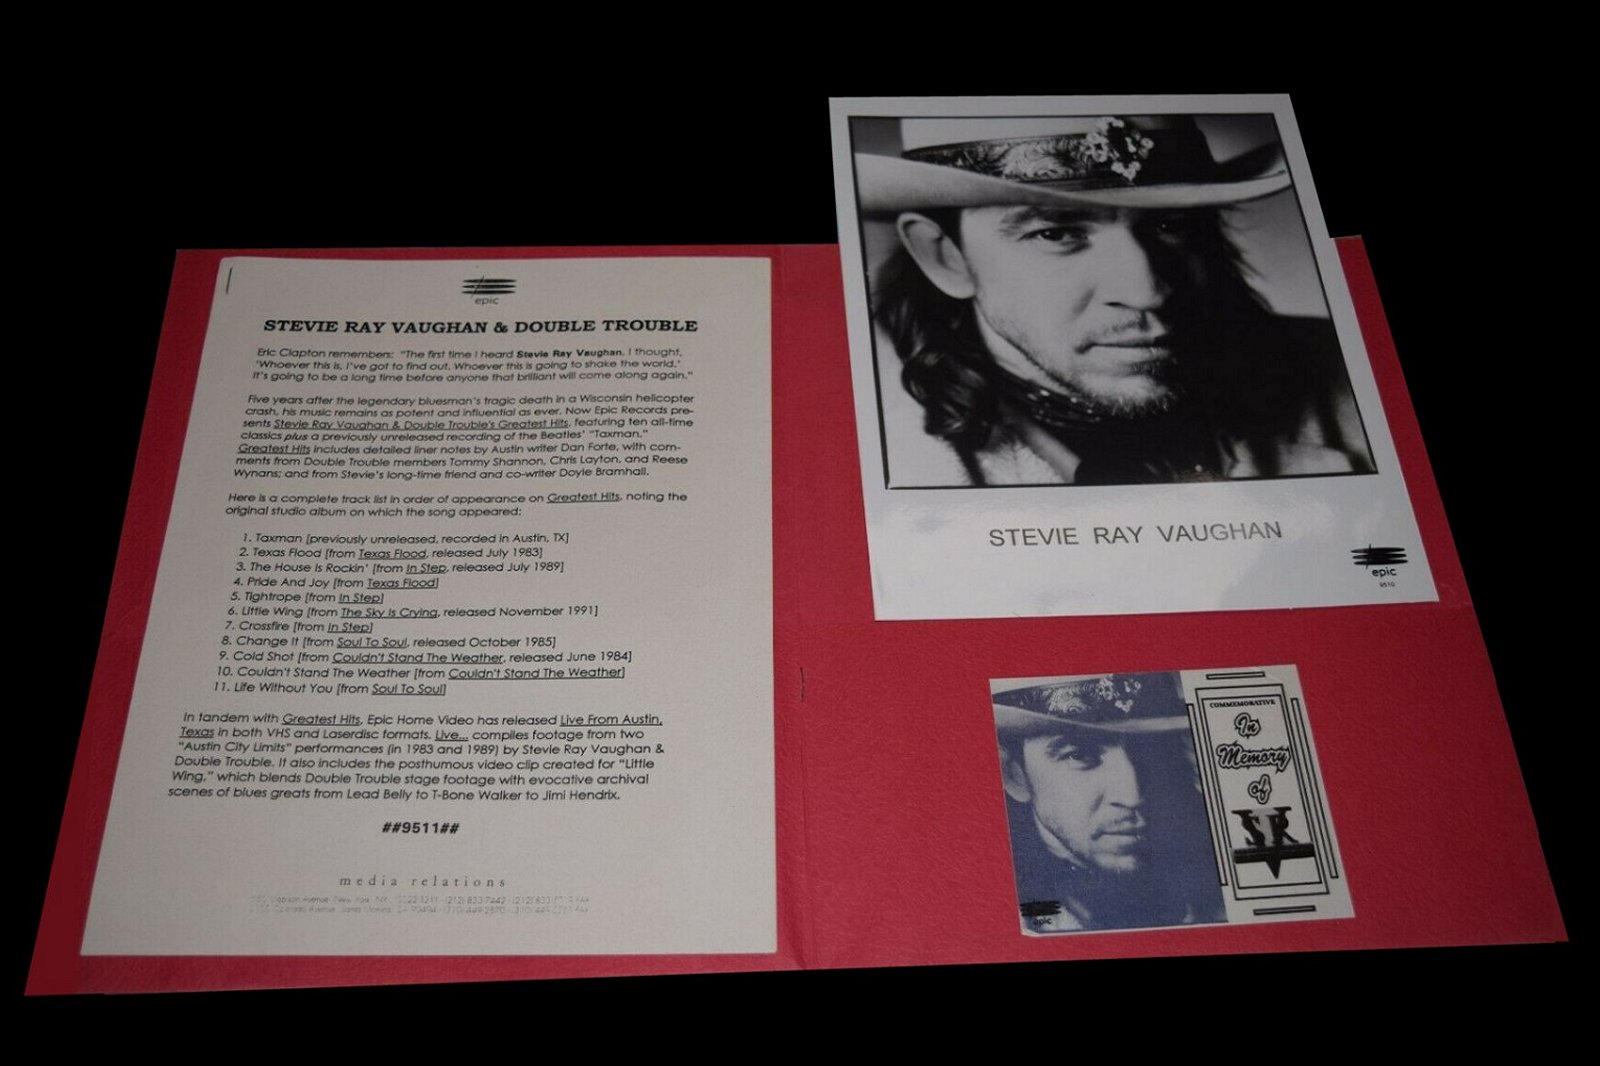 epic
STEVIE RAY VAUGHAN & DOUBLE TROUBLE
Eric Clapton remembers: "The first time I heard Stevie Ray Vaughan, I thought,
'Whoever this is, I've got to find out. Whoever this is going to shake the world.'
It's going to be a long time before anyone that brilliant will come along again."
Five years after the legendary bluesman's tragic death in a Wisconsin helicopter
crash, his music remains as potent and influential as ever. Now Epic Records pre-
sents Stevie Ray Vaughan & Double Trouble's Greatest Hits, featuring ten all-time
classics plus a previously unreleased recording of the Beatles' "Taxman."
Greatest Hits includes detailed liner notes by Austin writer Dan Forte, with com-
ments from Double Trouble members Tommy Shannon, Chris Layton, and Reese
Wynans; and from Stevie's long-time friend and co-writer Doyle Bramhall.
Here is a complete track list in order of appearance on Greatest Hits, noting the
original studio album on which the song appeared:
1. Taxman [previously unreleased, recorded in Austin, TX]
2. Texas Flood [from Texas Flood, released July 1983]
3. The House Is Rockin' [from In Step, released July 1989]
4. Pride And Joy [from Texas Flood]
5. Tightrope [from In Step]
6. Little Wing [from The Sky Is Crying, released November 1991]
7. Crossfire [from In Step]
8. Change It [from Soul To Soul, released October 1985]
9. Cold Shot [from Couldn't Stand The Weather, released June 1984]
10. Couldn't Stand The Weather [from Couldn't Stand The Weather]
11. Life Without You [from Soul To Soul]
In tandem with Greatest Hits, Epic Home Video has released Live From Austin,
Texas in both VHS and Laserdisc formats. Live... compiles footage from two
"Austin City Limits" performances (in 1983 and 1989) by Stevie Ray Vaughan &
Double Trouble. It also includes the posthumous video clip created for "Little
Wing," which blends Double Trouble stage footage with evocative archival
scenes of blues greats from Lead Belly to T-Bone Walker to Jimi Hendrix.
##9511##
media relations
STEVIE RAY VAUGHAN
epic
9510
COMMEMORATIVE
In
Memory
of
SRV
epic